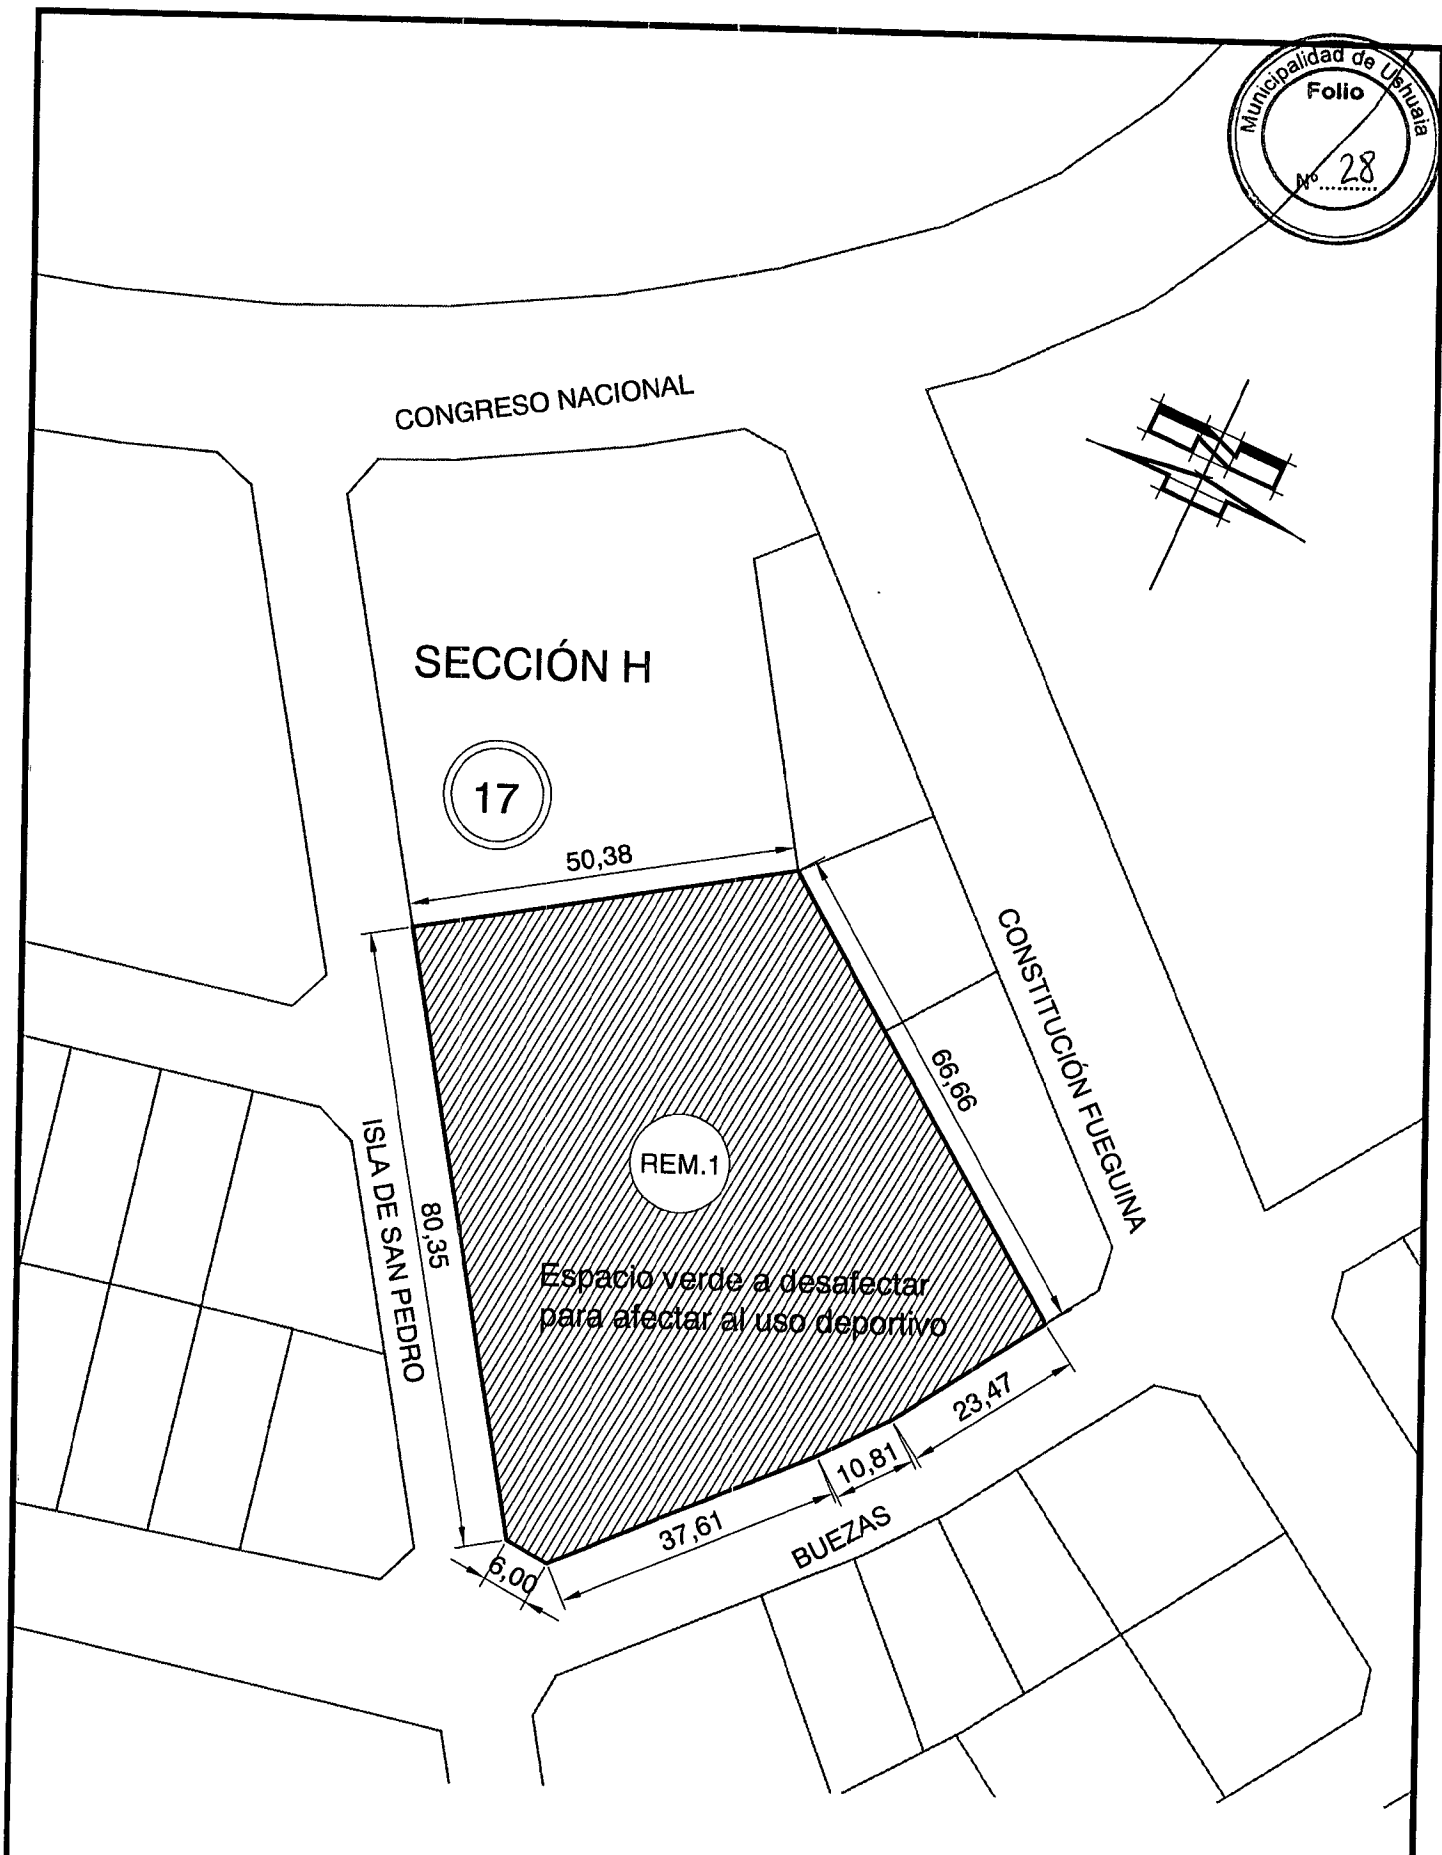 Municipalidad de Ushuaia
Folio
Nº 28
CONGRESO NACIONAL
SECCIÓN H
17
50,38
CONSTITUCIÓN FUEGUINA
66,66
REM.1
ISLA DE SAN PEDRO
80,35
Espacio verde a desafectar
para afectar al uso deportivo
23,47
10,81
37,61
BUEZAS
6,00